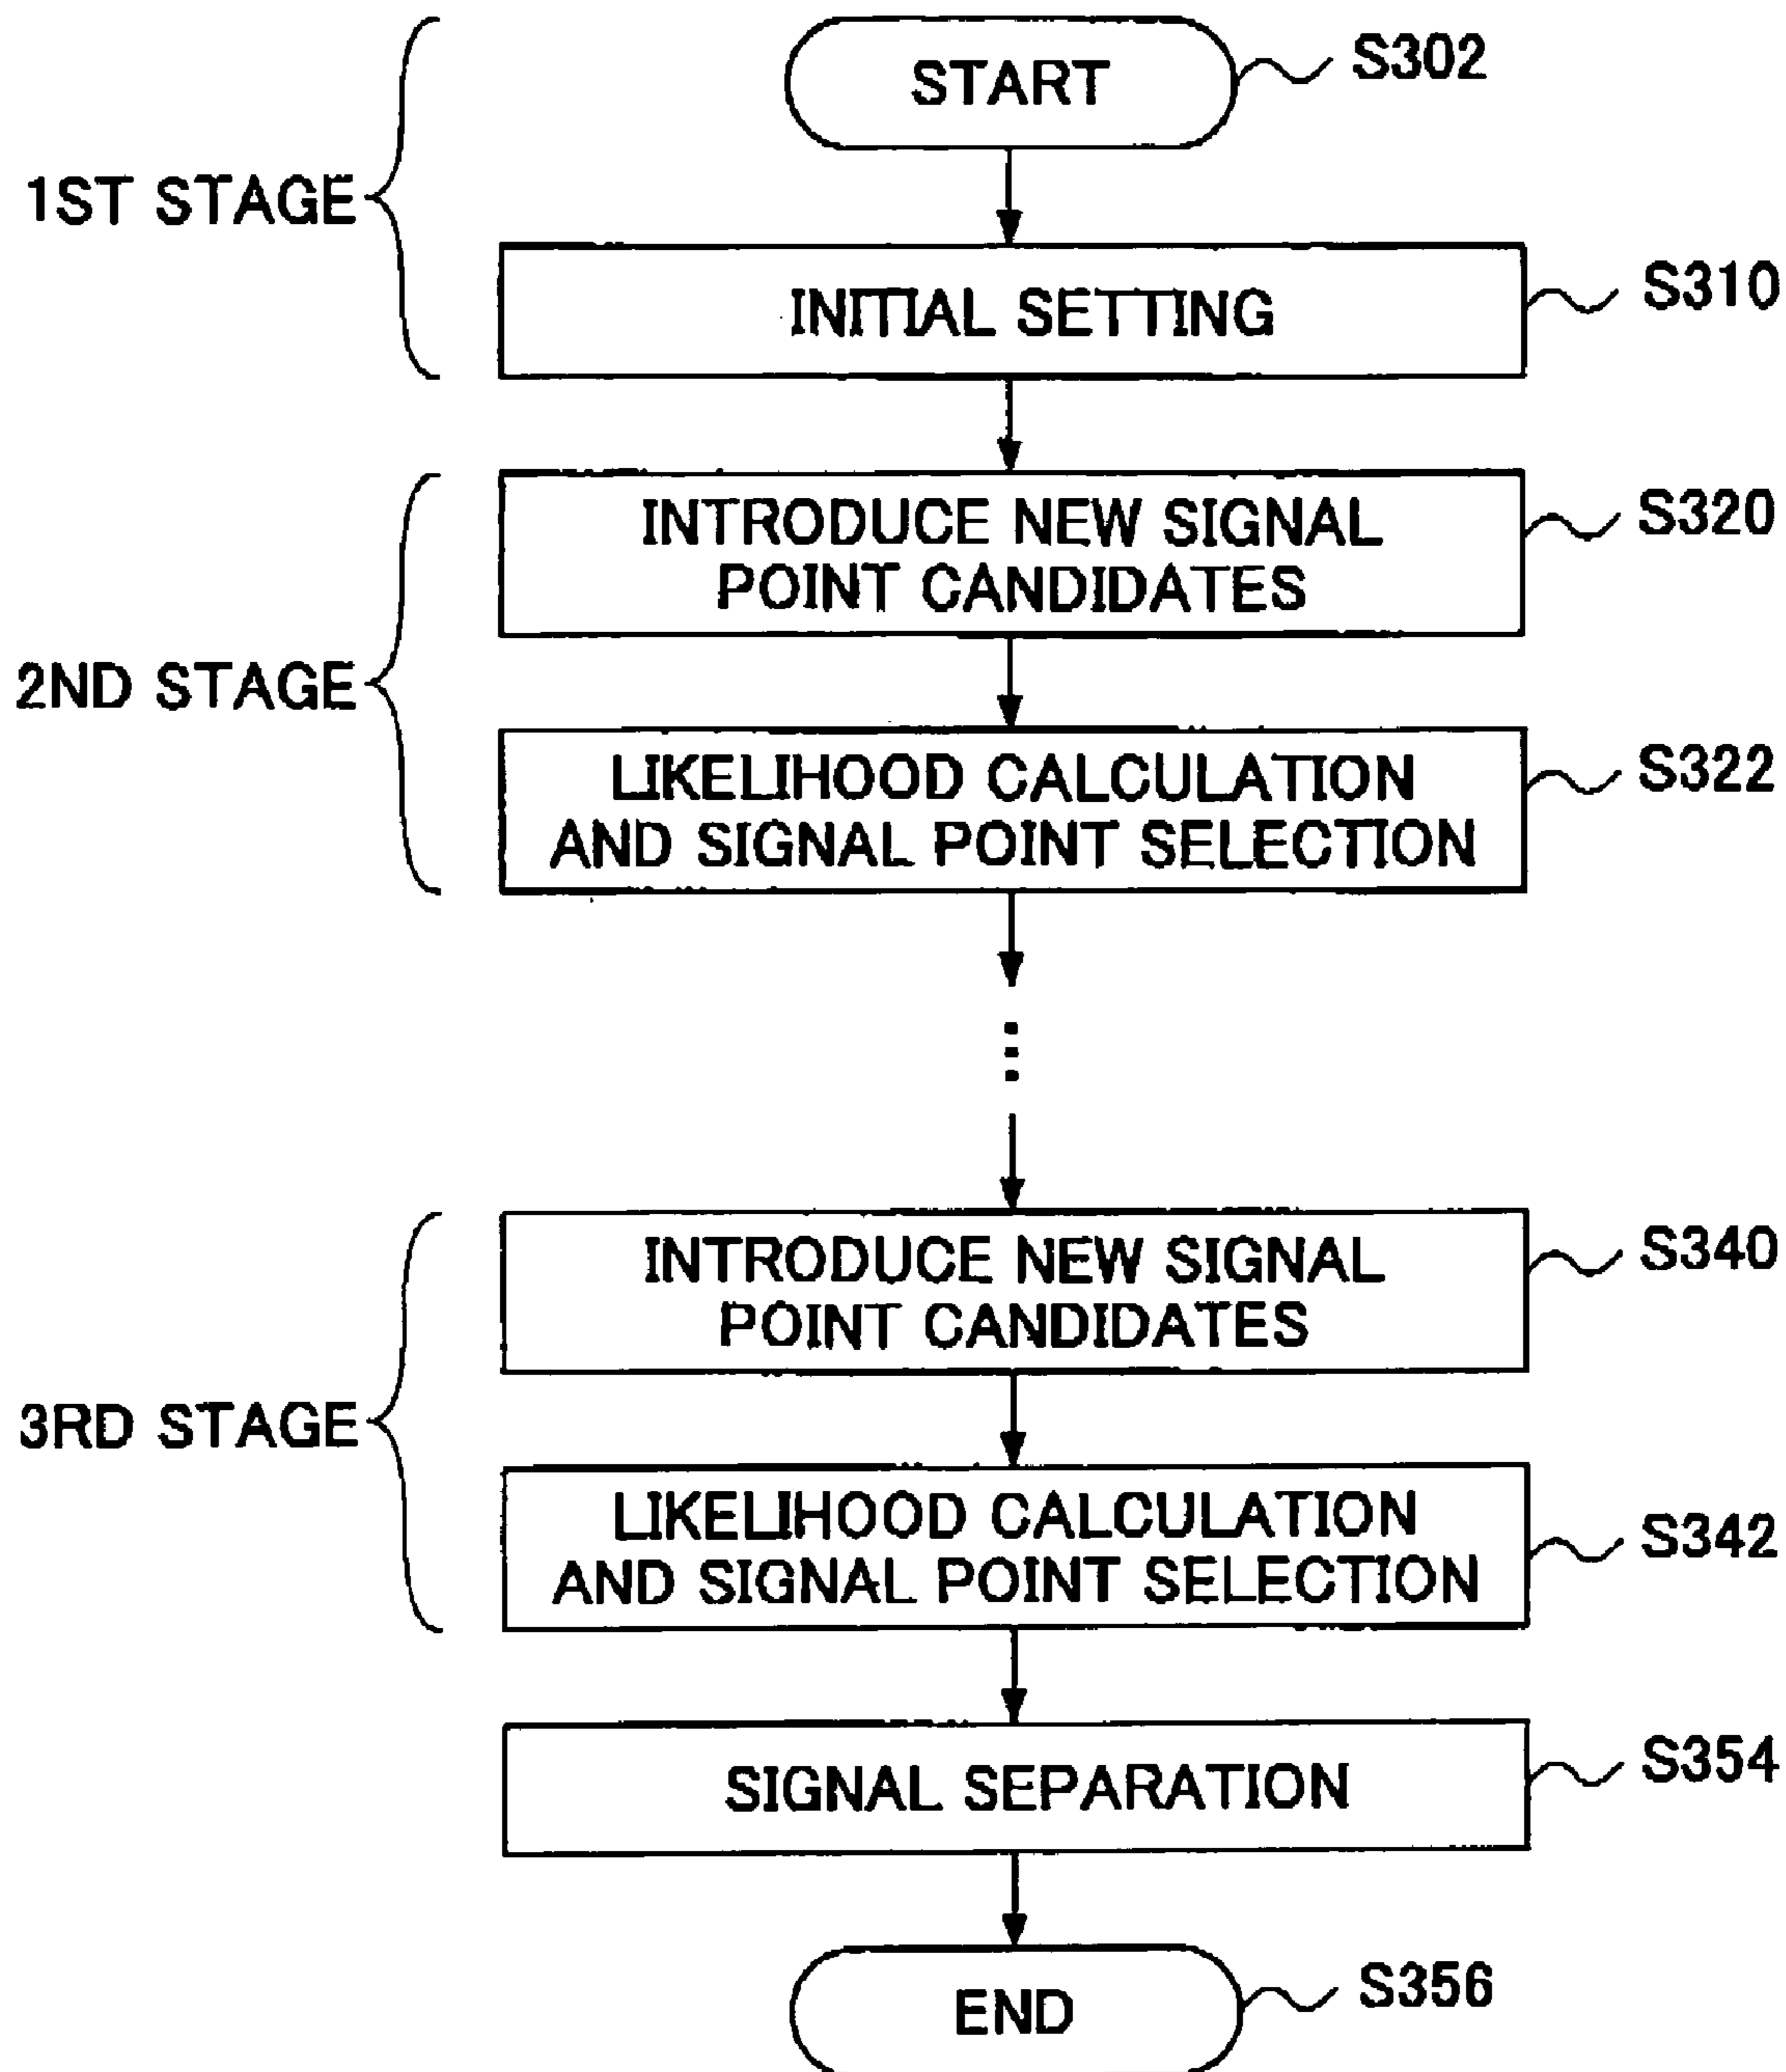 START
S302
1ST STAGE
INITIAL SETTING
S310
INTRODUCE NEW SIGNAL
POINT CANDIDATES
S320
2ND STAGE
LIKELIHOOD CALCULATION
AND SIGNAL POINT SELECTION
S322
INTRODUCE NEW SIGNAL
POINT CANDIDATES
S340
3RD STAGE
LIKELIHOOD CALCULATION
AND SIGNAL POINT SELECTION
S342
SIGNAL SEPARATION
S354
END
S356